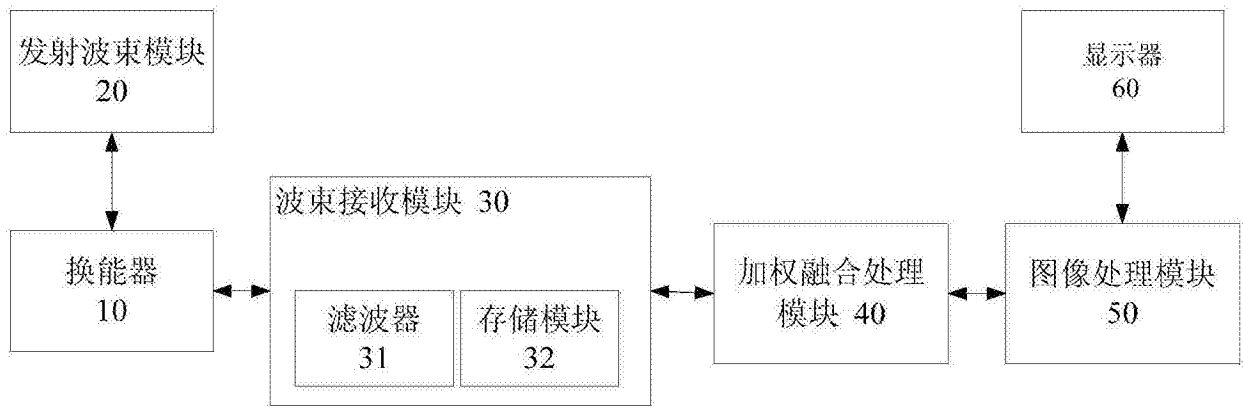 发射波束模块
20
显示器
60
波束接收模块 30
换能器
10
滤波器
31
存储模块
32
加权融合处理
模块 40
图像处理模块
50